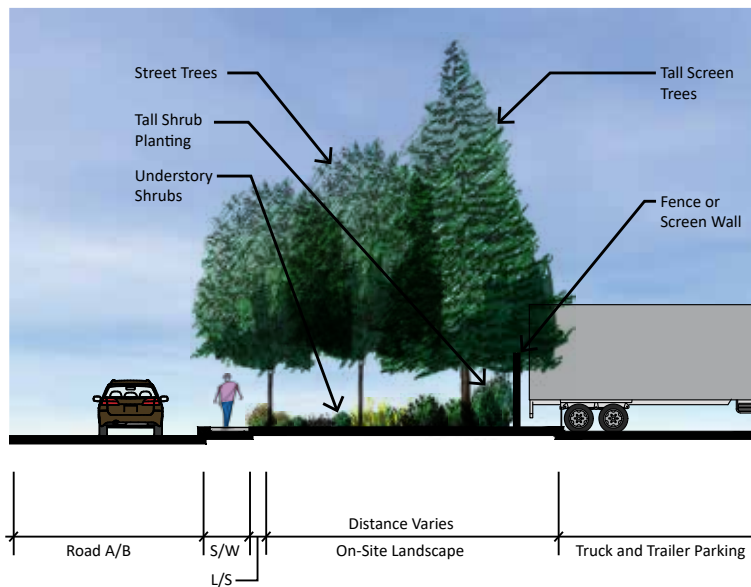 Street Trees
Tall Shrub
Planting
Understory
Shrubs
Tall Screen
Trees
Fence or
Screen Wall
Distance Varies
Road A/B
S/W
On-Site Landscape
Truck and Trailer Parking
L/S